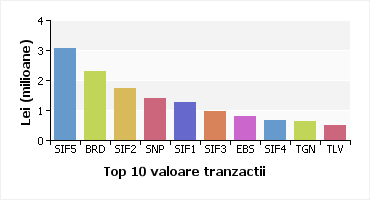 Lei (milioane)
4
3
2
1
0
SIF5 BRD SIF2 SNP SIF1 SIF3 EBS SIF4 TGN TLV
Top 10 valoare tranzactii